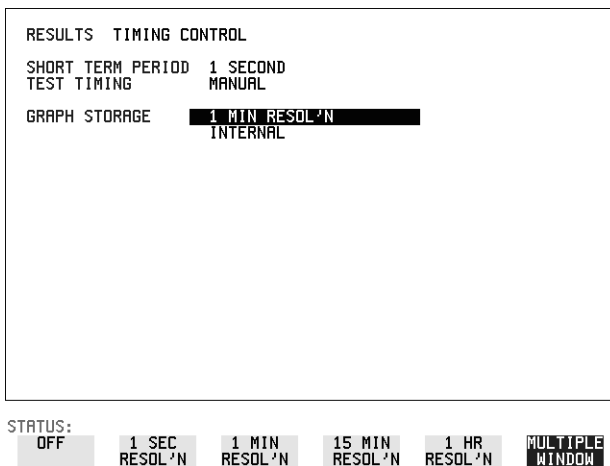 RESULTS TIMING CONTROL
SHORT TERM PERIOD 1 SECOND
TEST TIMING MANUAL
GRAPH STORAGE 1 MIN RESOL'N
INTERNAL
STATUS:
OFF 1 SEC 1 MIN 15 MIN 1 HR MULTIPLE
RESOL'N RESOL'N RESOL'N RESOL'N WINDOW